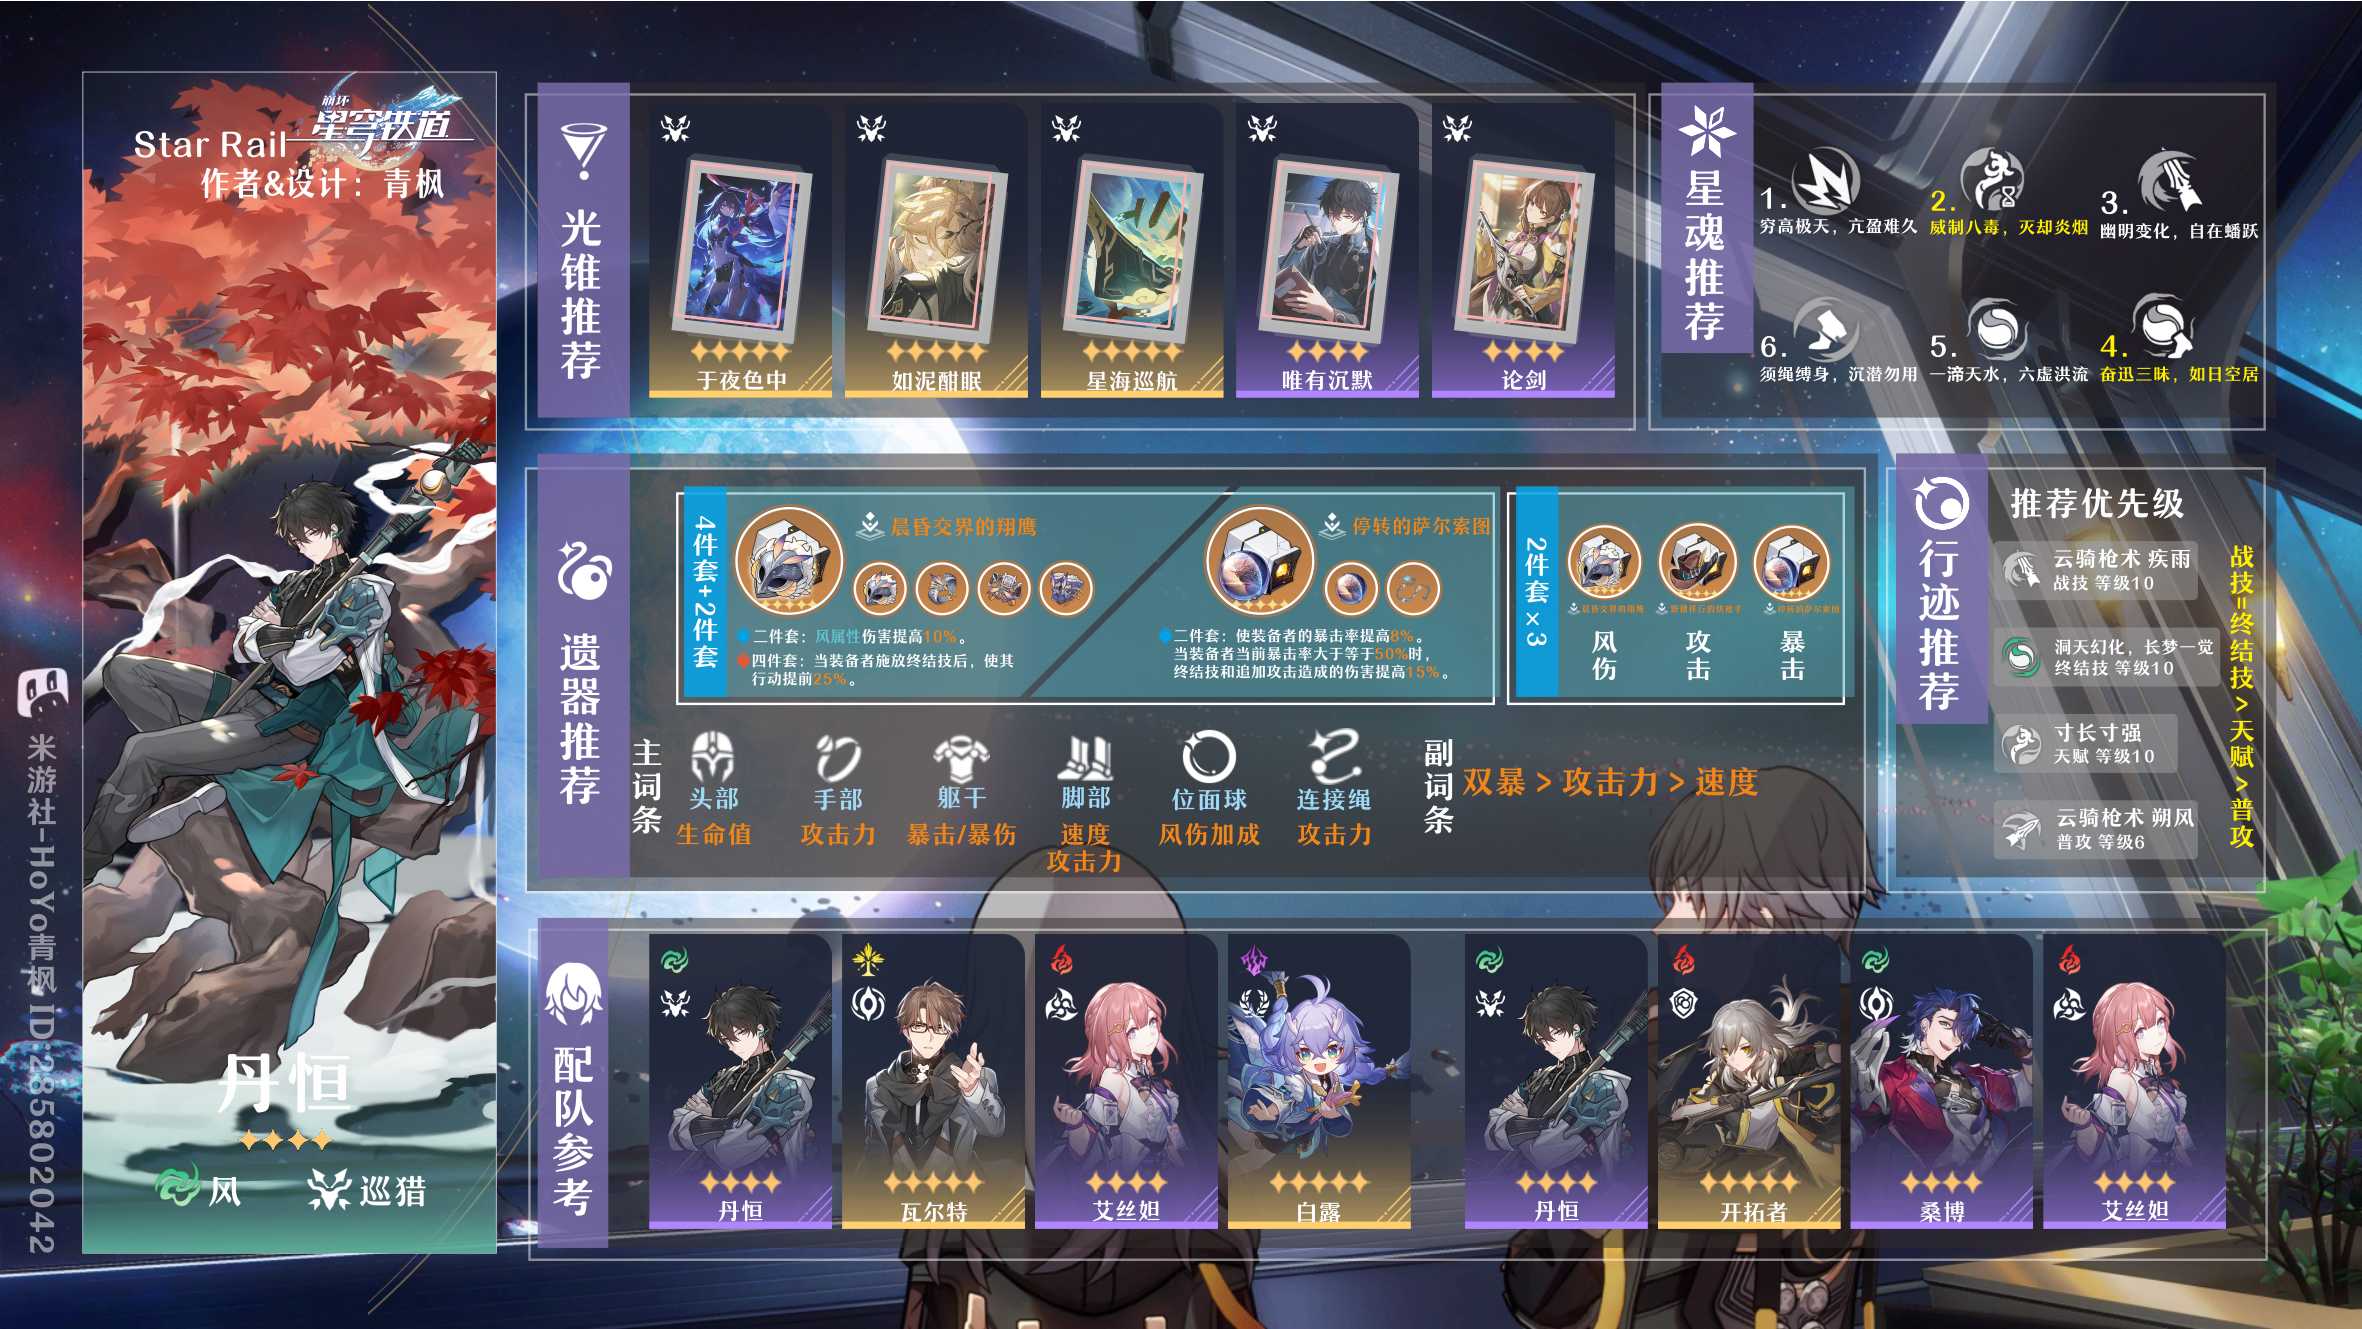 崩坏
星穹铁道
Star Rail
作者&设计：青枫
丹恒
风
巡猎
米游社-HoYo青枫 ID:285802042
光锥推荐
于夜色中
如泥酣眠
星海巡航
唯有沉默
论剑
星魂推荐
1.
穷高极天，亢盈难久
2.
威制八毒，灭却炎烟
3.
幽明变化，自在蟠跃
6.
须绳缚身，沉潜勿用
5.
一滴天水，六虚洪流
4.
奋迅三昧，如日空居
遗器推荐
4件套+2件套
晨昏交界的翔鹰
二件套：风属性伤害提高10%。
四件套：当装备者施放终结技后，使其
行动提前25%。
停转的萨尔索图
二件套：使装备者的暴击率提高8%。
当装备者当前暴击率大于等于50%时，
终结技和追加攻击造成的伤害提高15%。
2件套×3
晨昏交界的翔鹰
停转的萨尔索图
风伤
攻击
暴击
主词条
头部
生命值
手部
攻击力
躯干
暴击/暴伤
脚部
速度
攻击力
位面球
风伤加成
连接绳
攻击力
副词条
双暴＞攻击力＞速度
行迹推荐
推荐优先级
云骑枪术 疾雨
战技 等级10
洞天幻化，长梦一觉
终结技 等级10
寸长寸强
天赋 等级10
云骑枪术 朔风
普攻 等级6
战技=终结技>天赋>普攻
配队参考
丹恒
瓦尔特
艾丝妲
白露
丹恒
开拓者
桑博
艾丝妲